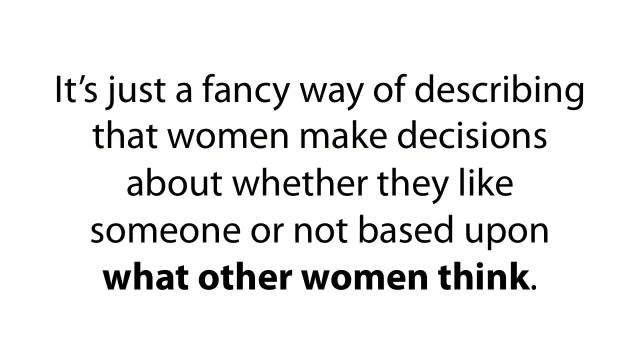 It’s just a fancy way of describing
that women make decisions
about whether they like
someone or not based upon
what other women think.